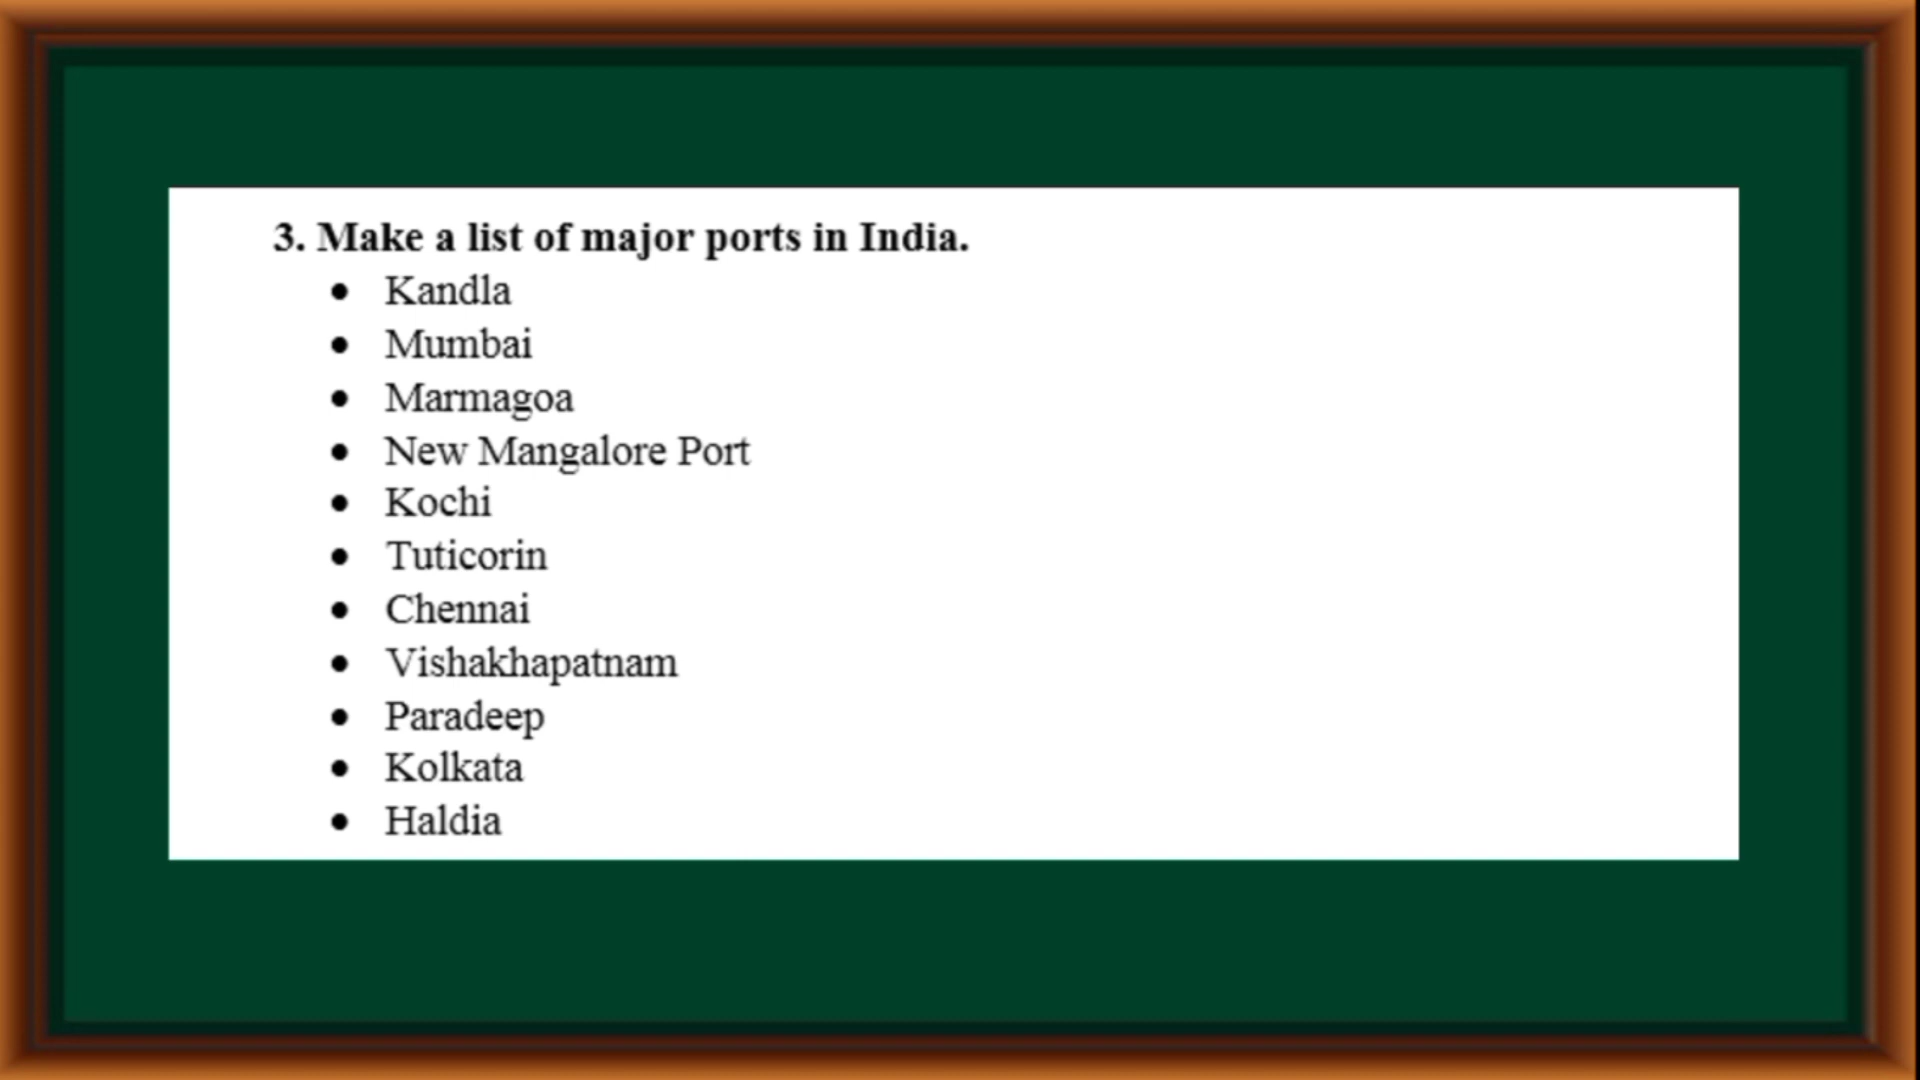 3. Make a list of major ports in India.
● Kandla
● Mumbai
● Marmagoa
● New Mangalore Port
● Kochi
● Tuticorin
● Chennai
● Vishakhapatnam
● Paradeep
● Kolkata
● Haldia